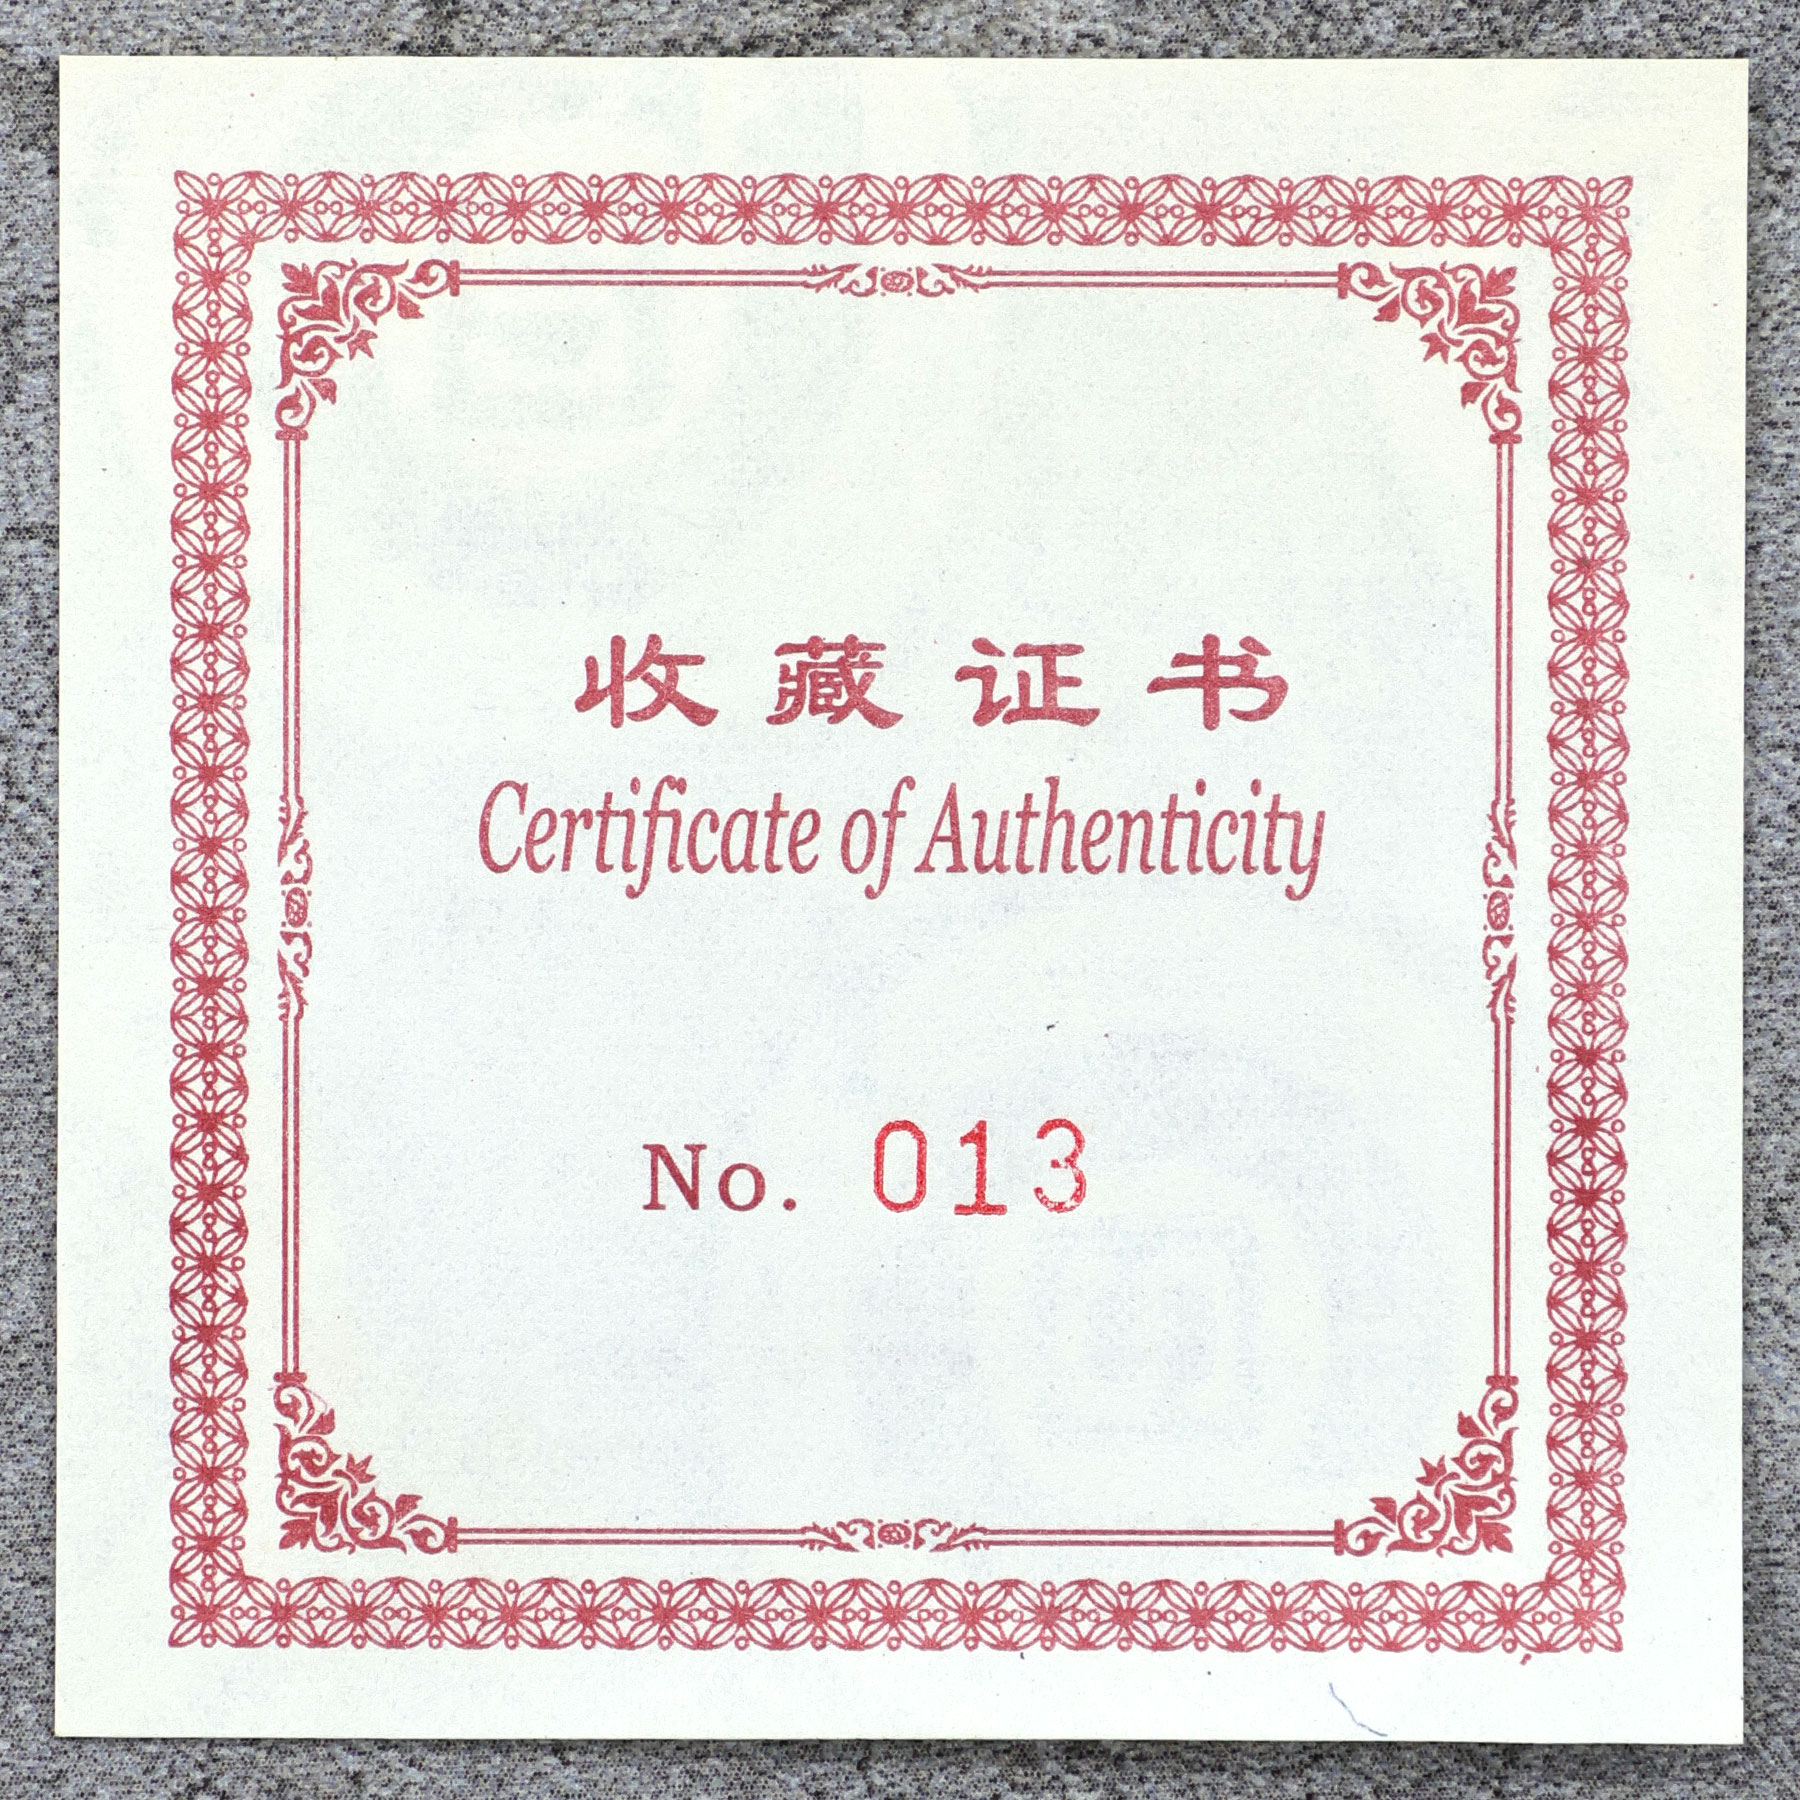 收藏证书
Certificate of Authenticity
No. 013